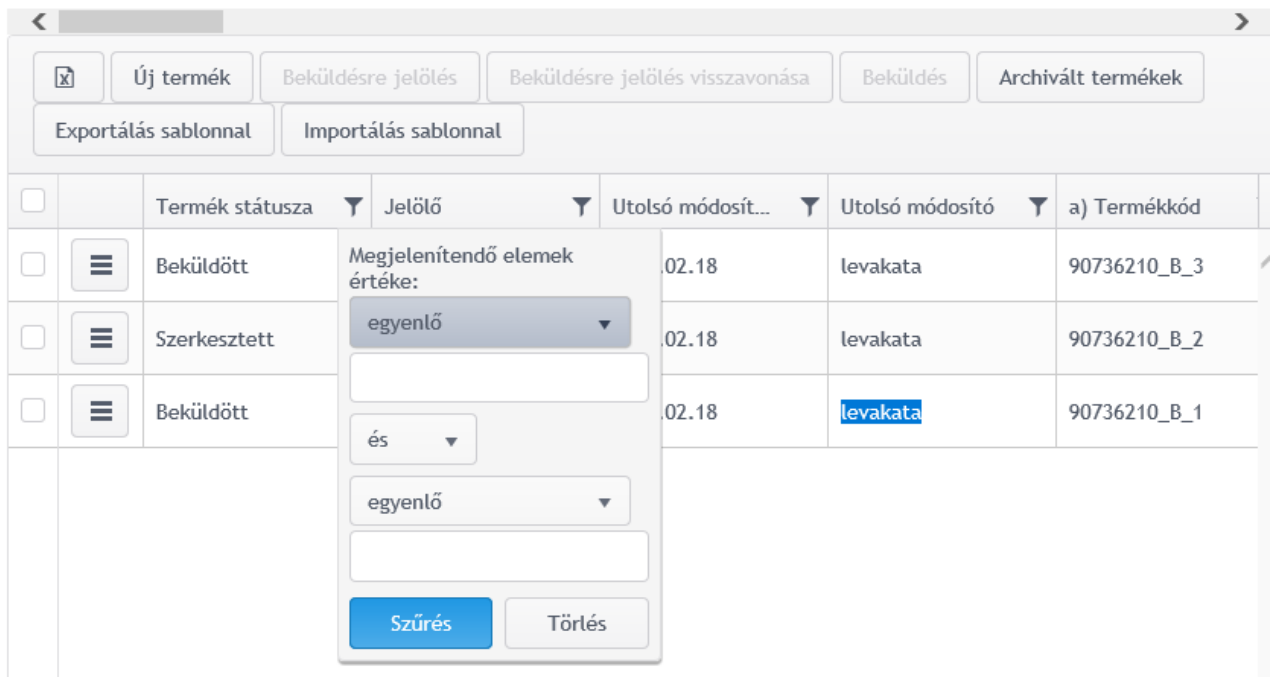 Új termék Beküldésre jelölés Beküldésre jelölés visszavonása Beküldés Archivált termékek
Exportálás sablonnal Importálás sablonnal
Termék státusza Jelölő Utolsó módosít... Utolsó módosító a) Termékkód
Beküldött .02.18 levakata 90736210_B_3
Szerkesztett .02.18 levakata 90736210_B_2
Beküldött .02.18 levakata 90736210_B_1
Megjelenítendő elemek
értéke:
egyenlő
és
egyenlő
Szűrés Törlés